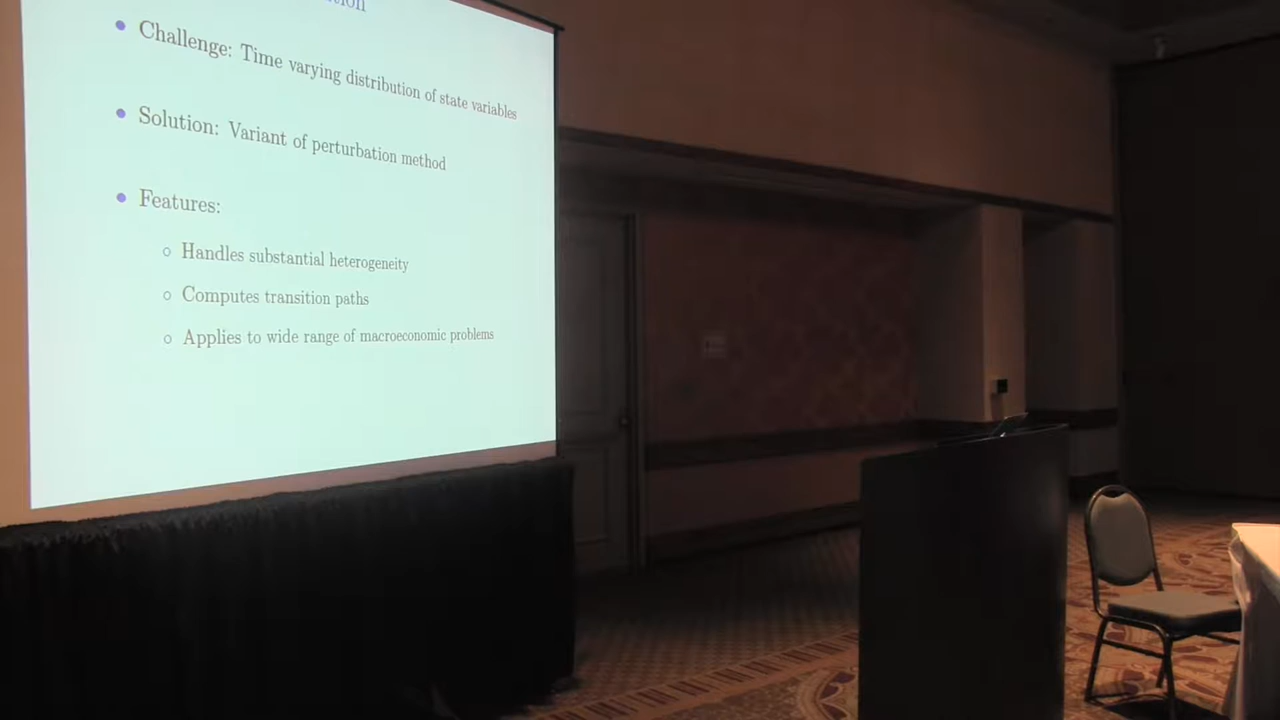 Challenge: Time varying distribution of state variables
Solution: Variant of perturbation method
Features:
Handles substantial heterogeneity
Computes transition paths
Applies to wide range of macroeconomic problems